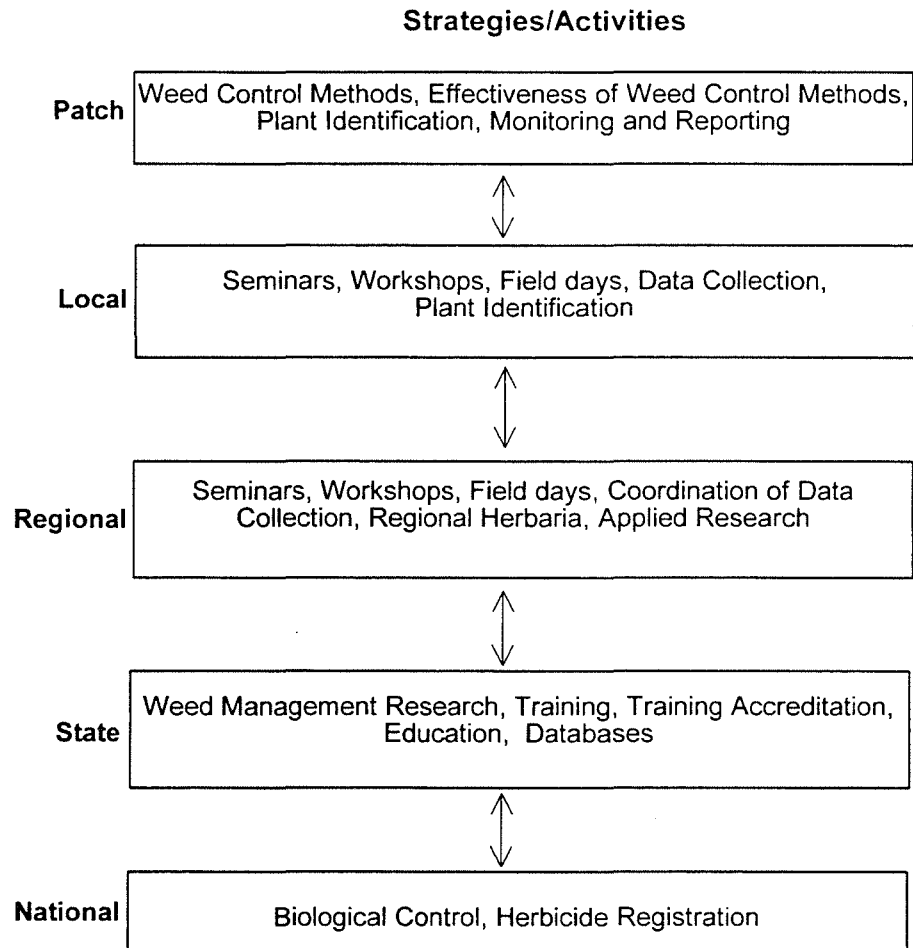 Strategies/Activities
Patch
Weed Control Methods, Effectiveness of Weed Control Methods,
Plant Identification, Monitoring and Reporting
Local
Seminars, Workshops, Field days, Data Collection,
Plant Identification
Regional
Seminars, Workshops, Field days, Coordination of Data
Collection, Regional Herbaria, Applied Research
State
Weed Management Research, Training, Training Accreditation,
Education, Databases
National
Biological Control, Herbicide Registration